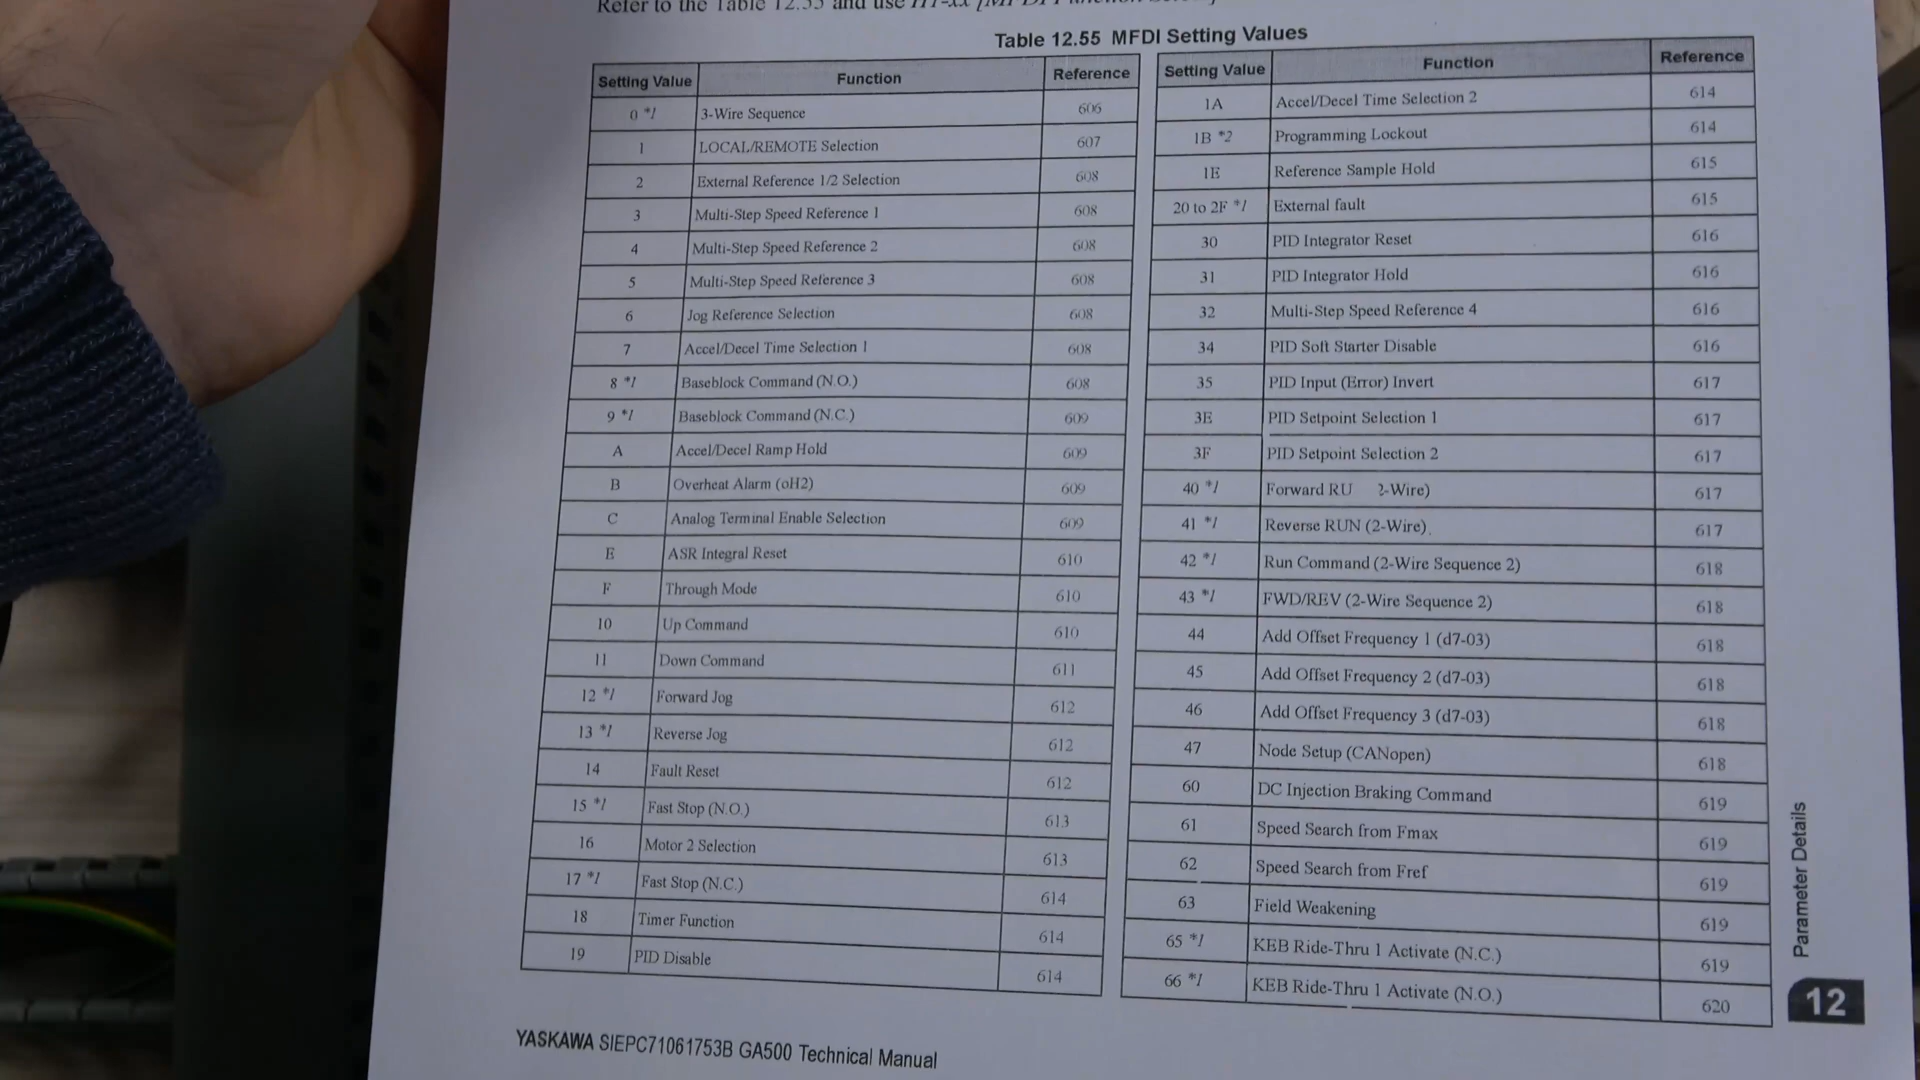 Refer to the Table 12.55 and use
Table 12.55 MFDI Setting Values
Setting Value Function Reference
0 *1 3-Wire Sequence 606
1 LOCAL/REMOTE Selection 607
2 External Reference 1/2 Selection 608
3 Multi-Step Speed Reference 1 608
4 Multi-Step Speed Reference 2 608
5 Multi-Step Speed Reference 3 608
6 Jog Reference Selection 608
7 Accel/Decel Time Selection 1 608
8 *1 Baseblock Command (N.O.) 608
9 *1 Baseblock Command (N.C.) 609
A Accel/Decel Ramp Hold 609
B Overheat Alarm (oH2) 609
C Analog Terminal Enable Selection 609
E ASR Integral Reset 610
F Through Mode 610
10 Up Command 610
11 Down Command 611
12 *1 Forward Jog 612
13 *1 Reverse Jog 612
14 Fault Reset 612
15 *1 Fast Stop (N.O.) 613
16 Motor 2 Selection 613
17 *1 Fast Stop (N.C.) 614
18 Timer Function 614
19 PID Disable 614
Setting Value Function Reference
1A Accel/Decel Time Selection 2 614
1B *2 Programming Lockout 614
1E Reference Sample Hold 615
20 to 2F *1 External fault 615
30 PID Integrator Reset 616
31 PID Integrator Hold 616
32 Multi-Step Speed Reference 4 616
34 PID Soft Starter Disable 616
35 PID Input (Error) Invert 617
3E PID Setpoint Selection 1 617
3F PID Setpoint Selection 2 617
40 *1 Forward RU 2-Wire) 617
41 *1 Reverse RUN (2-Wire) 617
42 *1 Run Command (2-Wire Sequence 2) 618
43 *1 FWD/REV (2-Wire Sequence 2) 618
44 Add Offset Frequency 1 (d7-03) 618
45 Add Offset Frequency 2 (d7-03) 618
46 Add Offset Frequency 3 (d7-03) 618
47 Node Setup (CANopen) 618
60 DC Injection Braking Command 619
61 Speed Search from Fmax 619
62 Speed Search from Fref 619
63 Field Weakening 619
65 *1 KEB Ride-Thru 1 Activate (N.C.) 619
66 *1 KEB Ride-Thru 1 Activate (N.O.) 620
Parameter Details
12
YASKAWA SIEPC71061753B GA500 Technical Manual